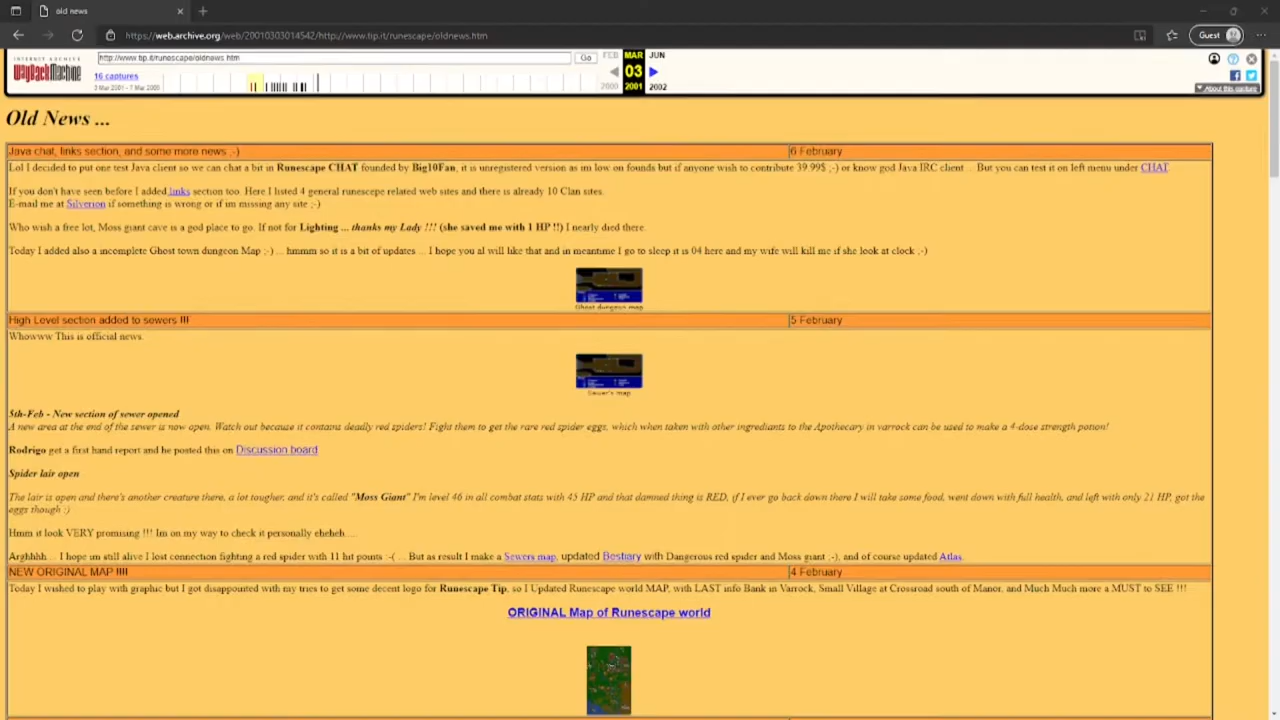 old news
Guest
https://web.archive.org/web/20010303014542/http://www.tip.it/runescape/oldnews.htm
INTERNET ARCHIVE
WayBackMachine
http://www.tip.it/runescape/oldnews.htm
Go
FEB MAR JUN
16 captures
03
3 Mar 2001 - 7 Mar 2005
2000 2001 2002
About this capture
Old News ...
Java chat, links section, and some more news ;-) 6 February
Lol I decided to put one test Java client so we can chat a bit in Runescape CHAT founded by Big10Fan, it is unregistered version as im low on founds but if anyone wish to contribute 39.99$ ;-) or know god Java IRC client ... But you can test it on left menu under CHAT.
If you don't have seen before I added links section too. Here I listed 4 general runescepe related web sites and there is already 10 Clan sites.
E-mail me at Silverion if something is wrong or if im missing any site ;-)
Who wish a free lot, Moss giant cave is a god place to go. If not for Lighting ... thanks my Lady !!! (she saved me with 1 HP !!) I nearly died there.
Today I added also a incomplete Ghost town dungeon Map ;-) ... hmmm so it is a bit of updates ... I hope you al will like that and in meantime I go to sleep it is 04 here and my wife will kill me if she look at clock ;-)
Ghost dungeon map
High Level section added to sewers !!! 5 February
Whowww This is official news.
Sewer's map
5th-Feb - New section of sewer opened
A new area at the end of the sewer is now open. Watch out because it contains deadly red spiders! Fight them to get the rare red spider eggs, which when taken with other ingrediants to the Apothecary in varrock can be used to make a 4-dose strength potion!
Rodrigo get a first hand report and he posted this on Discussion board
Spider lair open
The lair is open and there's another creature there, a lot tougher, and it's called "Moss Giant" I'm level 46 in all combat stats with 45 HP and that damned thing is RED, if I ever go back down there I will take some food, went down with full health, and left with only 21 HP, got the
eggs though :)
Hmm it look VERY promising !!! Im on my way to check it personally eheheh....
Arghhhh.... I hope im still alive I lost connection fighting a red spider with 11 hit points :-( ... But as result I make a Sewers map, updated Bestiary with Dangerous red spider and Moss giant ;-), and of course updated Atlas.
NEW ORIGINAL MAP !!!! 4 February
Today I wished to play with graphic but I got disappointed with my tries to get some decent logo for Runescape Tip, so I Updated Runescape world MAP, with LAST info Bank in Varrock, Small Village at Crossroad south of Manor, and Much Much more a MUST to SEE !!!
ORIGINAL Map of Runescape world